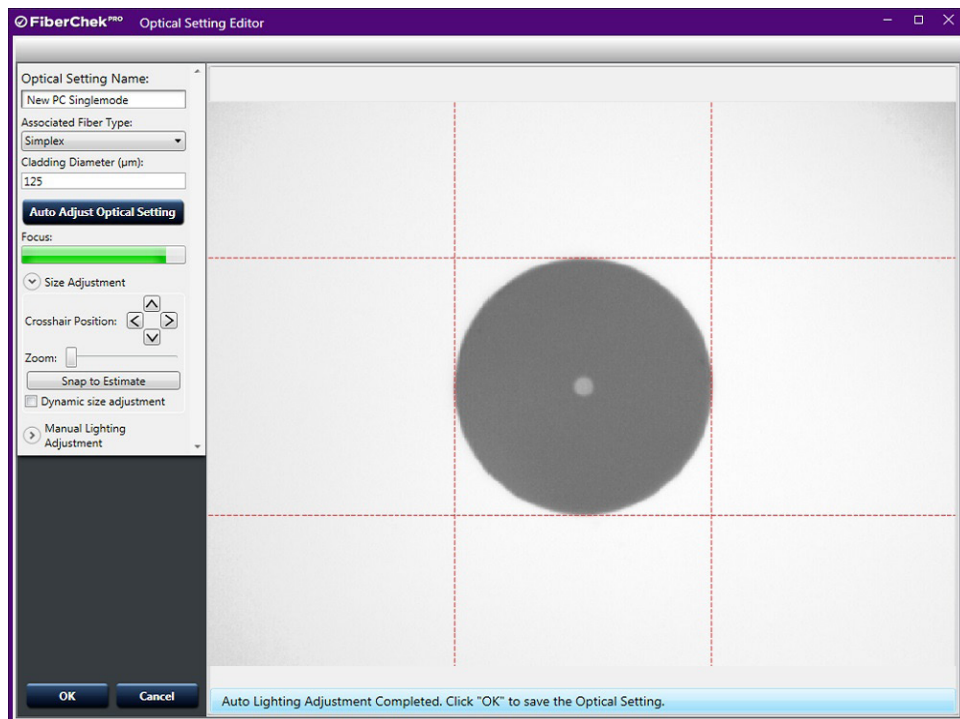 FiberChek PRO Optical Setting Editor
Optical Setting Name:
New PC Singlemode
Associated Fiber Type:
Simplex
Cladding Diameter (µm):
125
Auto Adjust Optical Setting
Focus:
Size Adjustment
Crosshair Position:
Zoom:
Snap to Estimate
Dynamic size adjustment
Manual Lighting
Adjustment
OK Cancel
Auto Lighting Adjustment Completed. Click "OK" to save the Optical Setting.